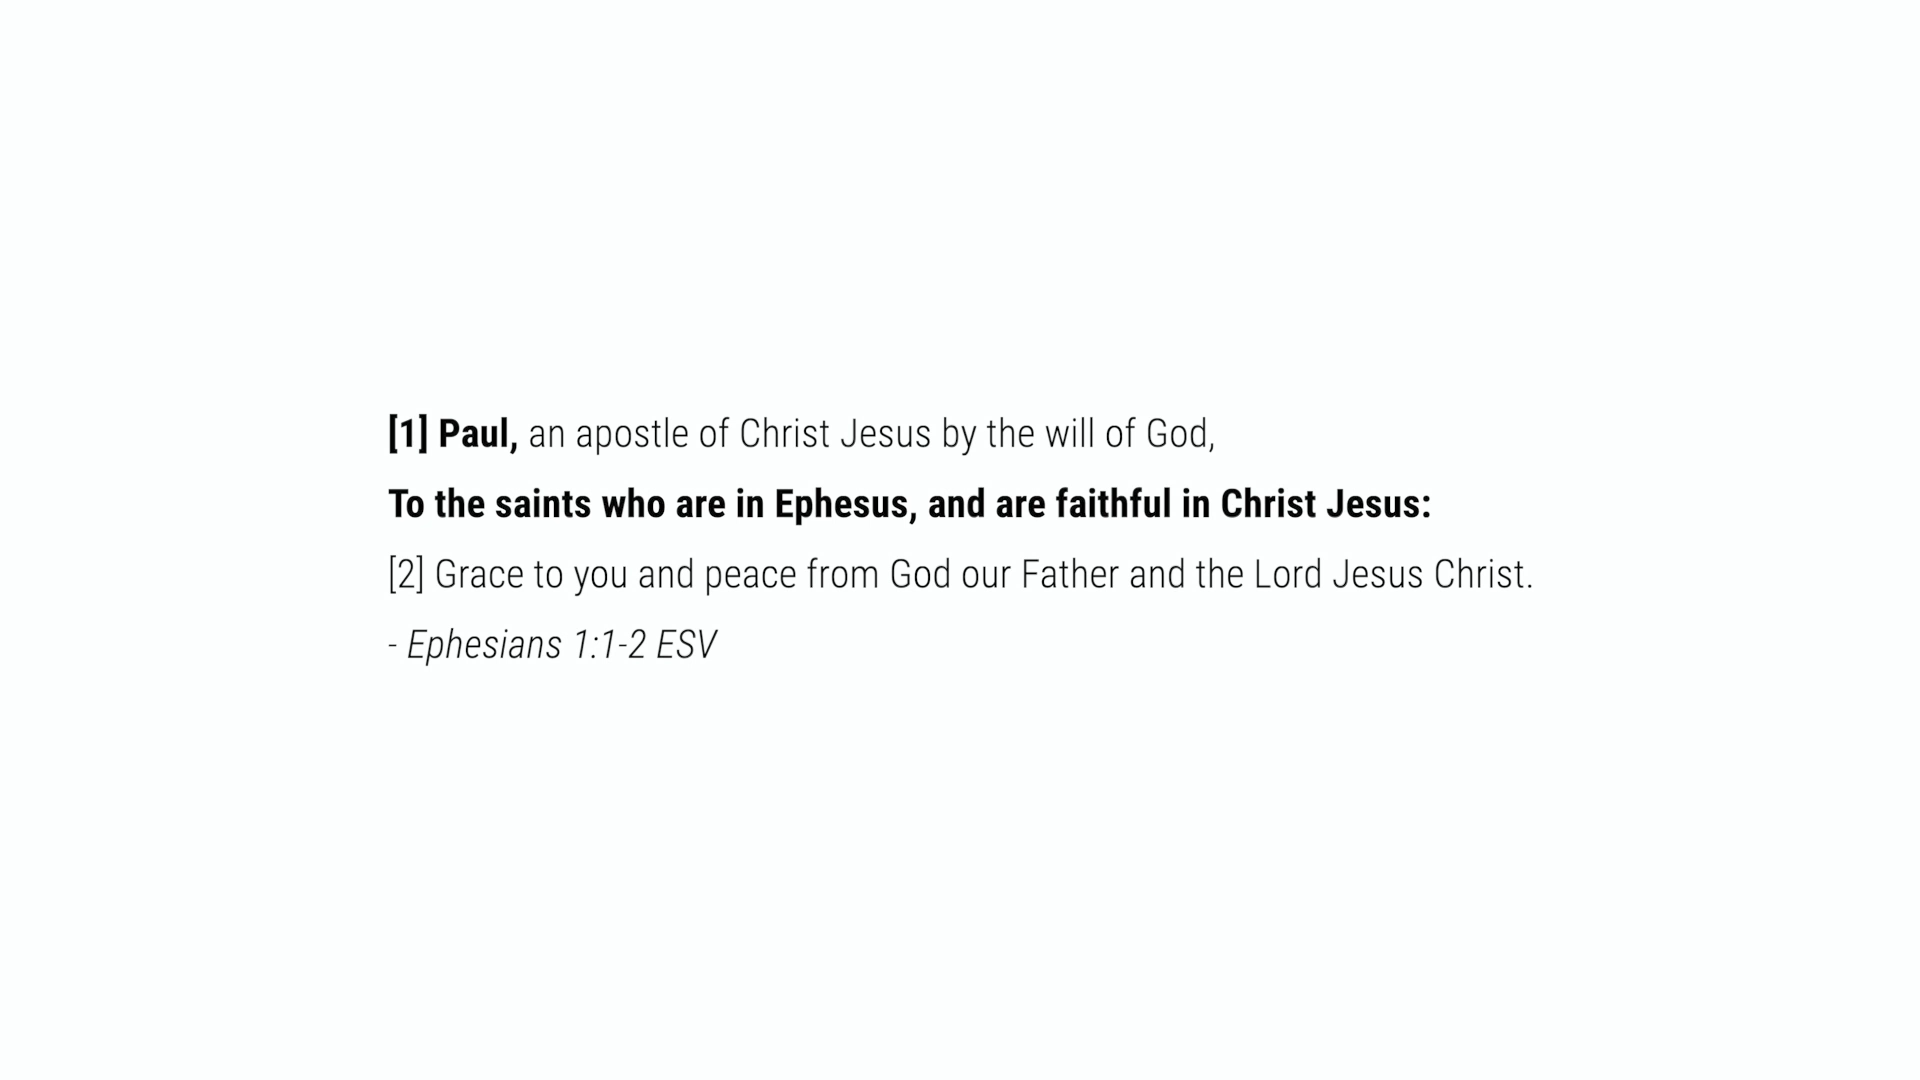 [1] Paul, an apostle of Christ Jesus by the will of God,
To the saints who are in Ephesus, and are faithful in Christ Jesus:
[2] Grace to you and peace from God our Father and the Lord Jesus Christ.
- Ephesians 1:1-2 ESV